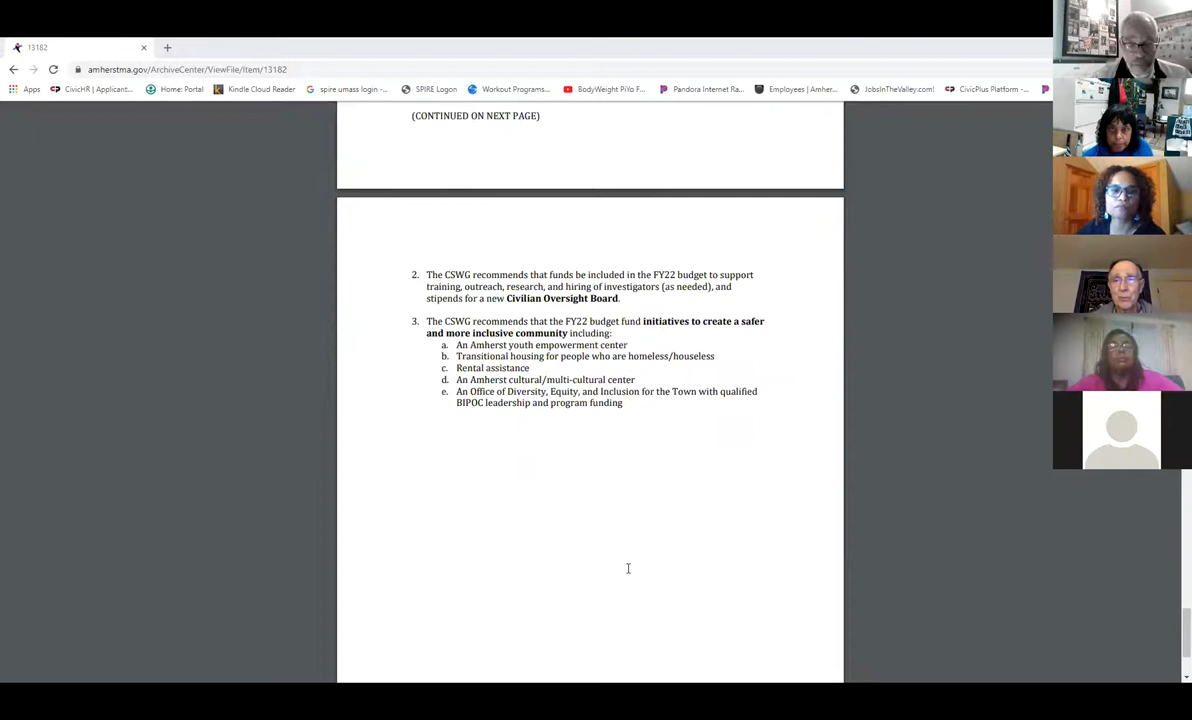 13182
amherstma.gov/ArchiveCenter/ViewFile/Item/13182
Apps
CivicHR | Applicant...
Home: Portal
Kindle Cloud Reader
spire umass login -...
SPIRE Logon
Workout Programs...
BodyWeight PiYo F...
Pandora Internet Ra...
Employees | Amher...
JobsInTheValley.com!
CivicPlus Platform -...
(CONTINUED ON NEXT PAGE)
2. The CSWG recommends that funds be included in the FY22 budget to support
training, outreach, research, and hiring of investigators (as needed), and
stipends for a new Civilian Oversight Board.
3. The CSWG recommends that the FY22 budget fund initiatives to create a safer
and more inclusive community including:
a. An Amherst youth empowerment center
b. Transitional housing for people who are homeless/houseless
c. Rental assistance
d. An Amherst cultural/multi-cultural center
e. An Office of Diversity, Equity, and Inclusion for the Town with qualified
BIPOC leadership and program funding